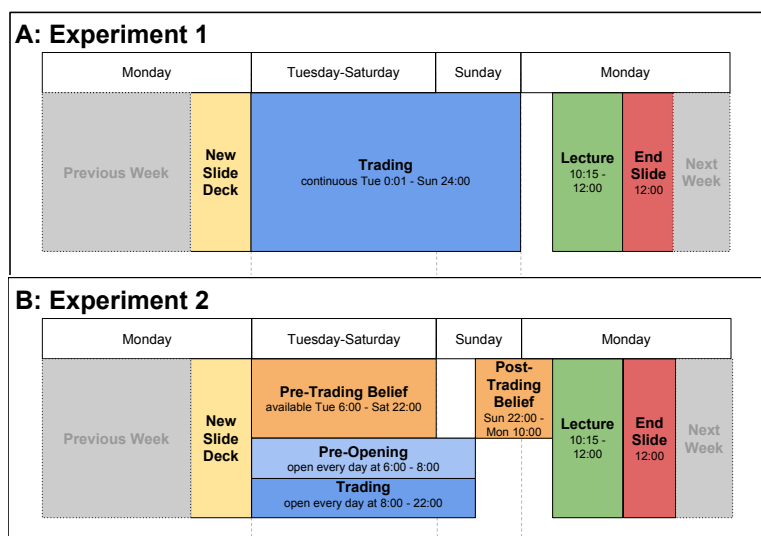 A: Experiment 1
Monday
Tuesday-Saturday
Sunday
Monday
Previous Week
New
Slide
Deck
Trading
continuous Tue 0:01 - Sun 24:00
Lecture
10:15 -
12:00
End
Slide
12:00
Next
Week
B: Experiment 2
Monday
Tuesday-Saturday
Sunday
Monday
Previous Week
New
Slide
Deck
Pre-Trading Belief
available Tue 6:00 - Sat 22:00
Pre-Opening
open every day at 6:00 - 8:00
Trading
open every day at 8:00 - 22:00
Post-
Trading
Belief
Sun 22:00 -
Mon 10:00
Lecture
10:15 -
12:00
End
Slide
12:00
Next
Week